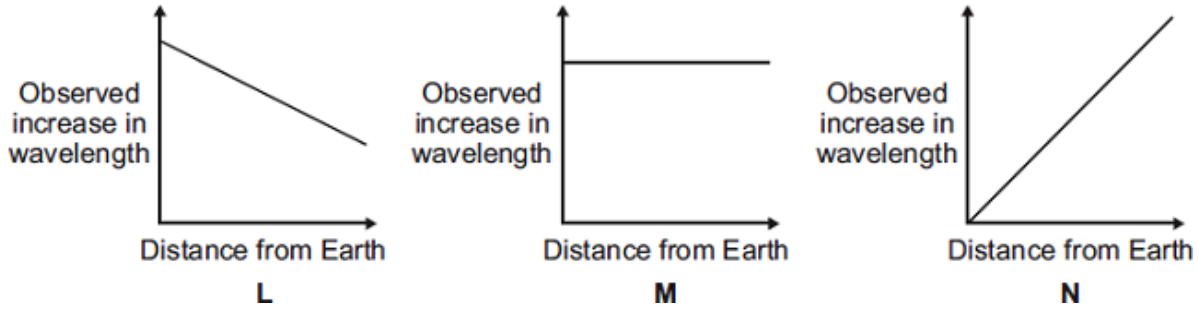 Observed
increase in
wavelength
Distance from Earth
L
Observed
increase in
wavelength
Distance from Earth
M
Observed
increase in
wavelength
Distance from Earth
N